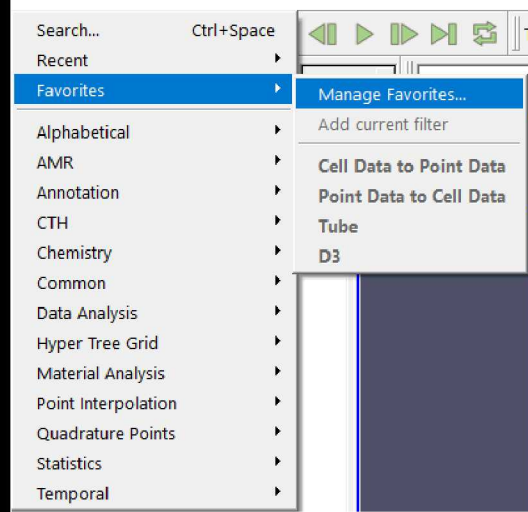 Search... Ctrl+Space
Recent
Favorites
Alphabetical
AMR
Annotation
CTH
Chemistry
Common
Data Analysis
Hyper Tree Grid
Material Analysis
Point Interpolation
Quadrature Points
Statistics
Temporal
Manage Favorites...
Add current filter
Cell Data to Point Data
Point Data to Cell Data
Tube
D3